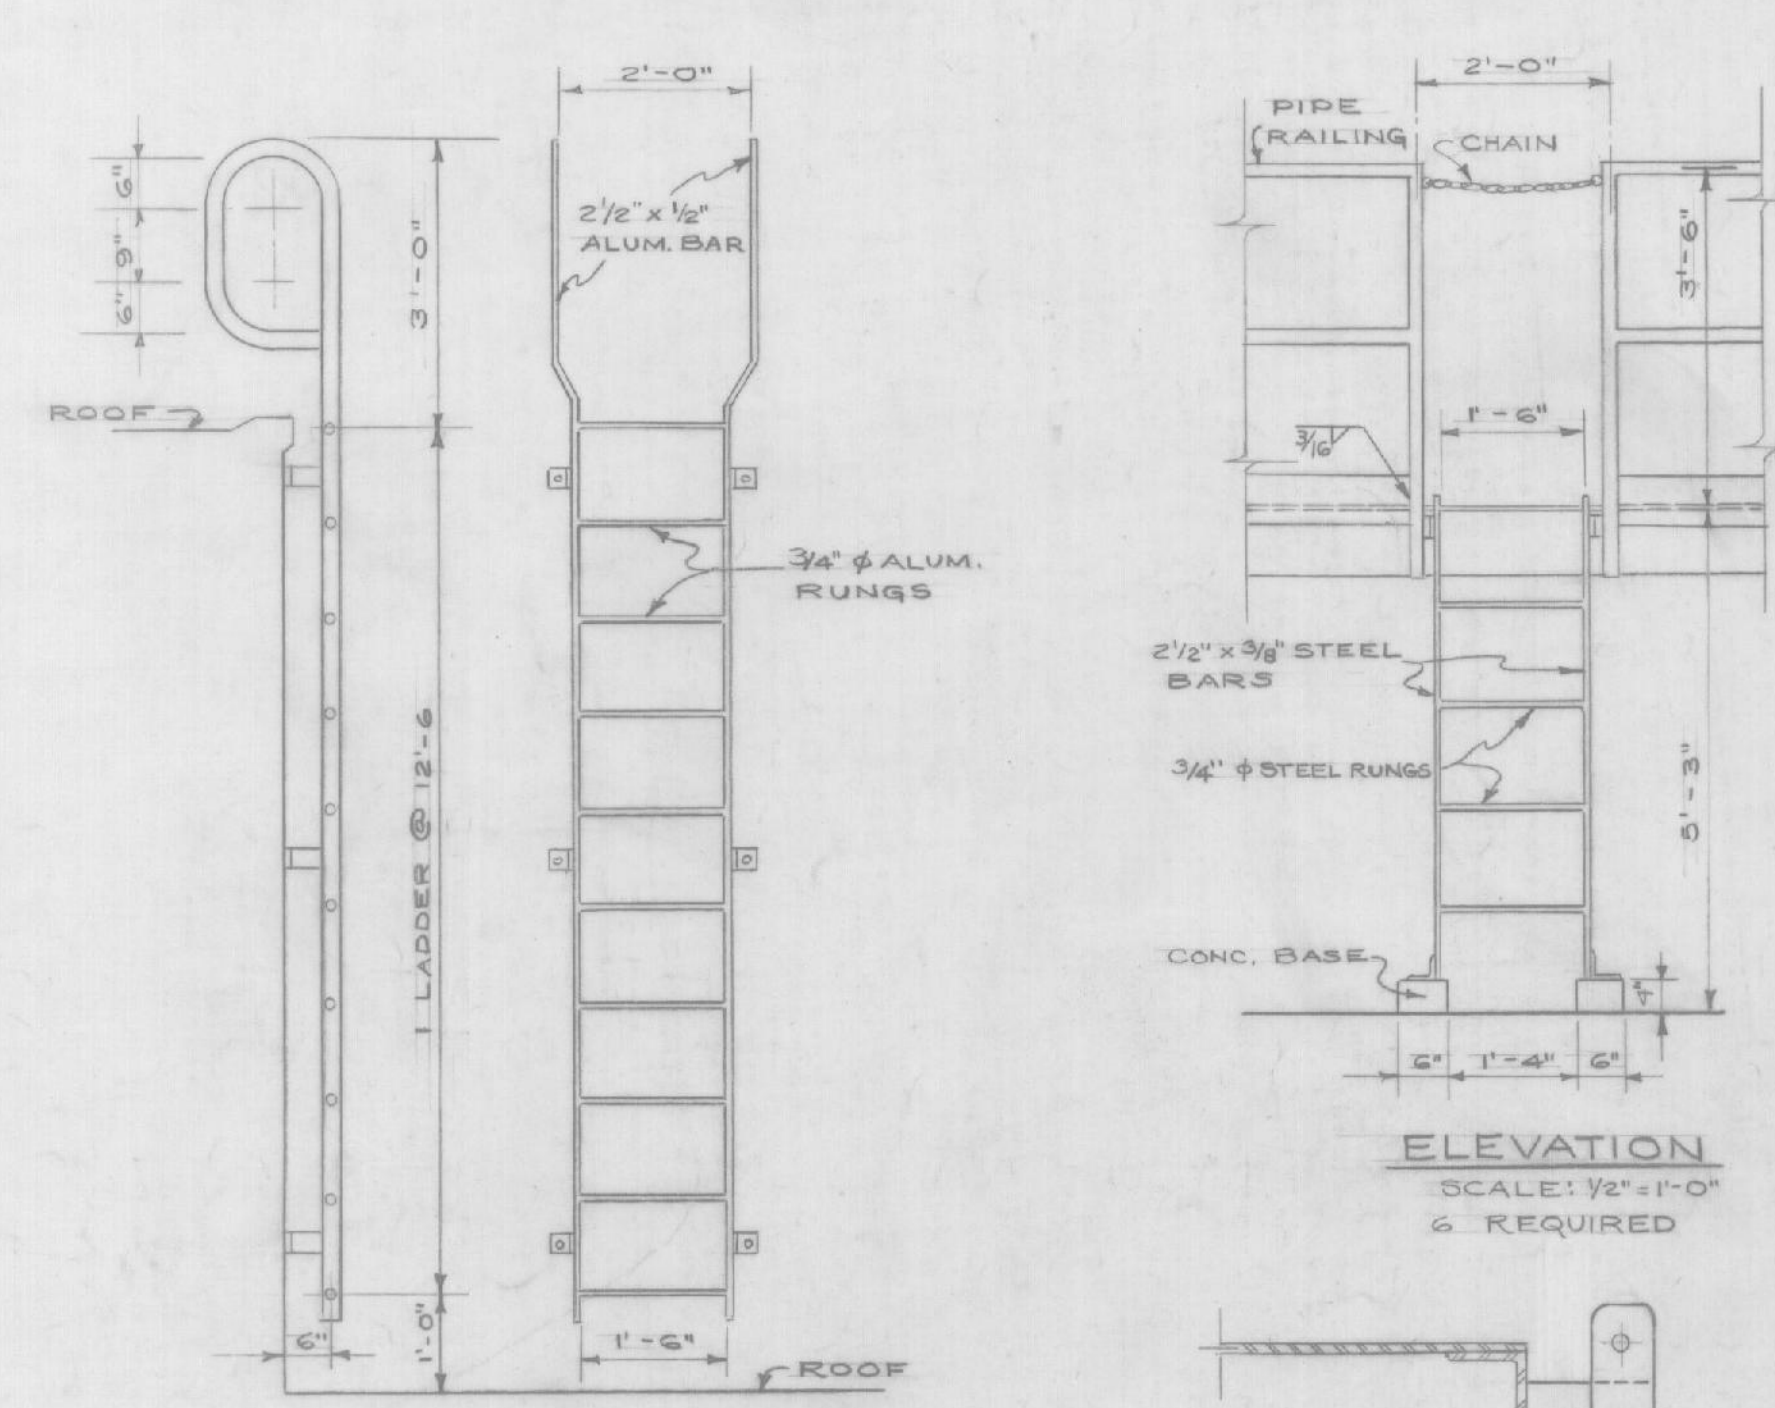 2'-0"
6"
9"
6"
3'-0"
2 1/2" x 1/2"
ALUM. BAR
ROOF
3/4" ϕ ALUM.
RUNGS
1 LADDER @ 12'-6
6"
1'-0"
1'-6"
ROOF
2'-0"
PIPE
RAILING
CHAIN
3'-6"
1'-6"
3/16
2 1/2" x 3/8" STEEL
BARS
3/4" ϕ STEEL RUNGS
5'-3"
CONC. BASE
4"
6" 1'-4" 6"
ELEVATION
SCALE: 1/2" = 1'-0"
6 REQUIRED